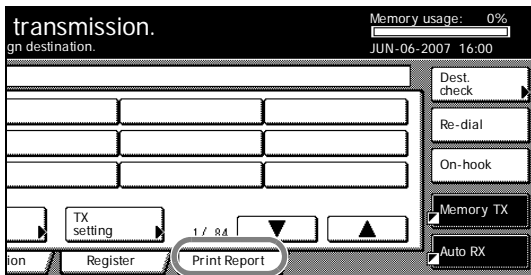 transmission.
Memory usage: 0%
gn destination.
JUN-06-2007 16:00
Dest.
check
Re-dial
On-hook
TX
setting
1/ 84
Memory TX
Auto RX
ion
Register
Print Report